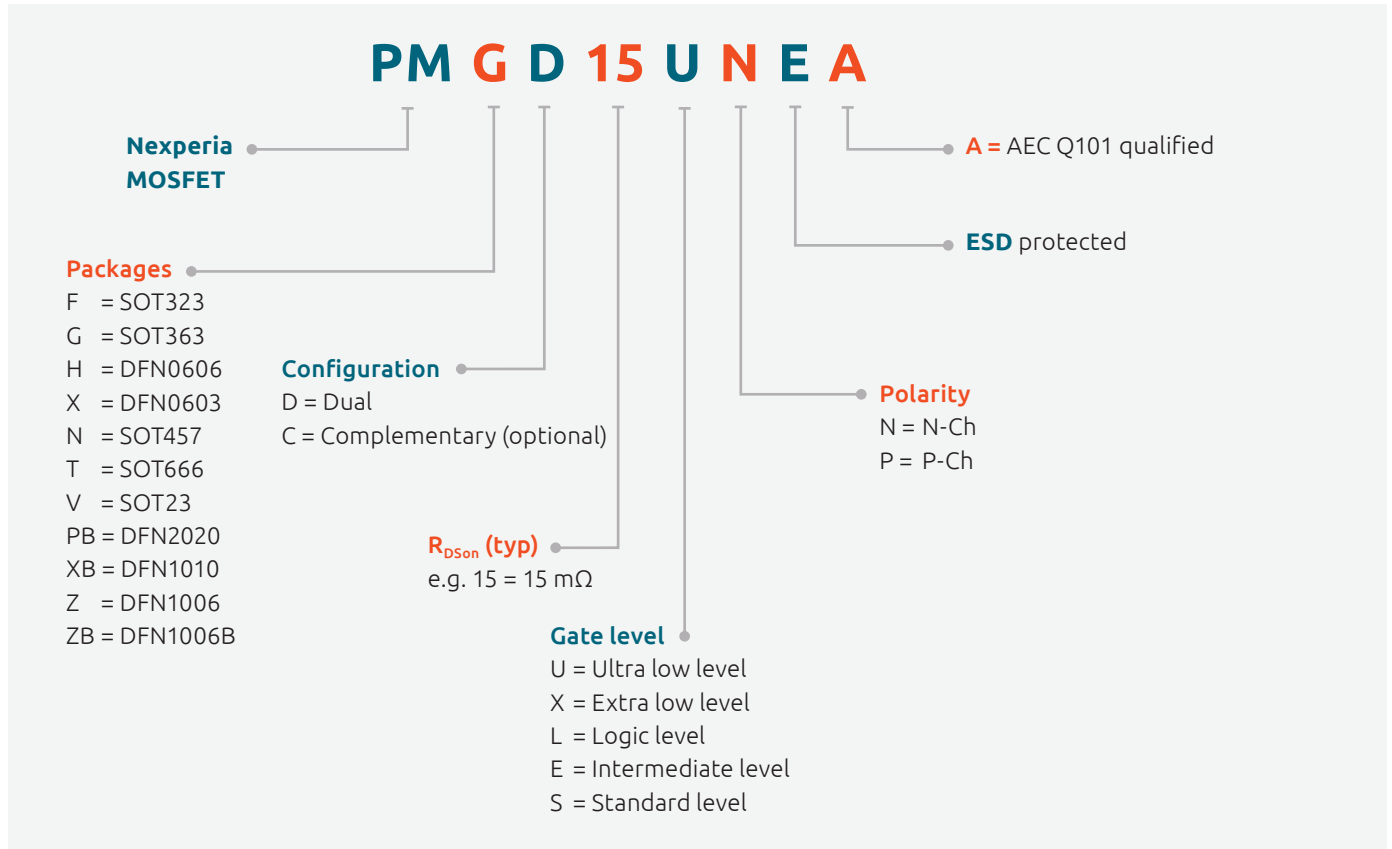 PM G D 15 U N E A
Nexperia
MOSFET
A = AEC Q101 qualified
ESD protected
Packages
F = SOT323
G = SOT363
H = DFN0606
X = DFN0603
N = SOT457
T = SOT666
V = SOT23
PB = DFN2020
XB = DFN1010
Z = DFN1006
ZB = DFN1006B
Configuration
D = Dual
C = Complementary (optional)
Polarity
N = N-Ch
P = P-Ch
RDSon (typ)
e.g. 15 = 15 mΩ
Gate level
U = Ultra low level
X = Extra low level
L = Logic level
E = Intermediate level
S = Standard level